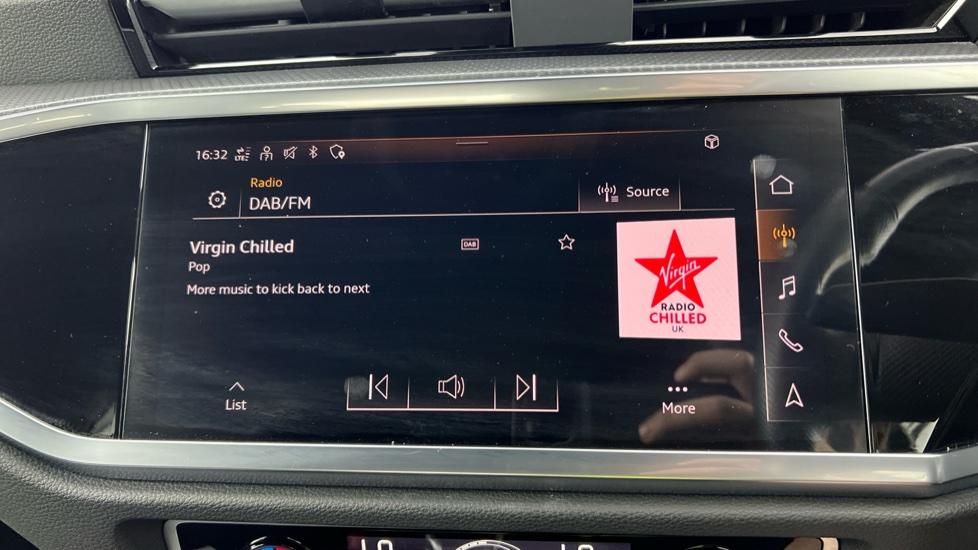 16:32 LTE
Radio
DAB/FM
Source
Virgin Chilled
DAB
Pop
More music to kick back to next
Virgin
RADIO
CHILLED
UK
List
More